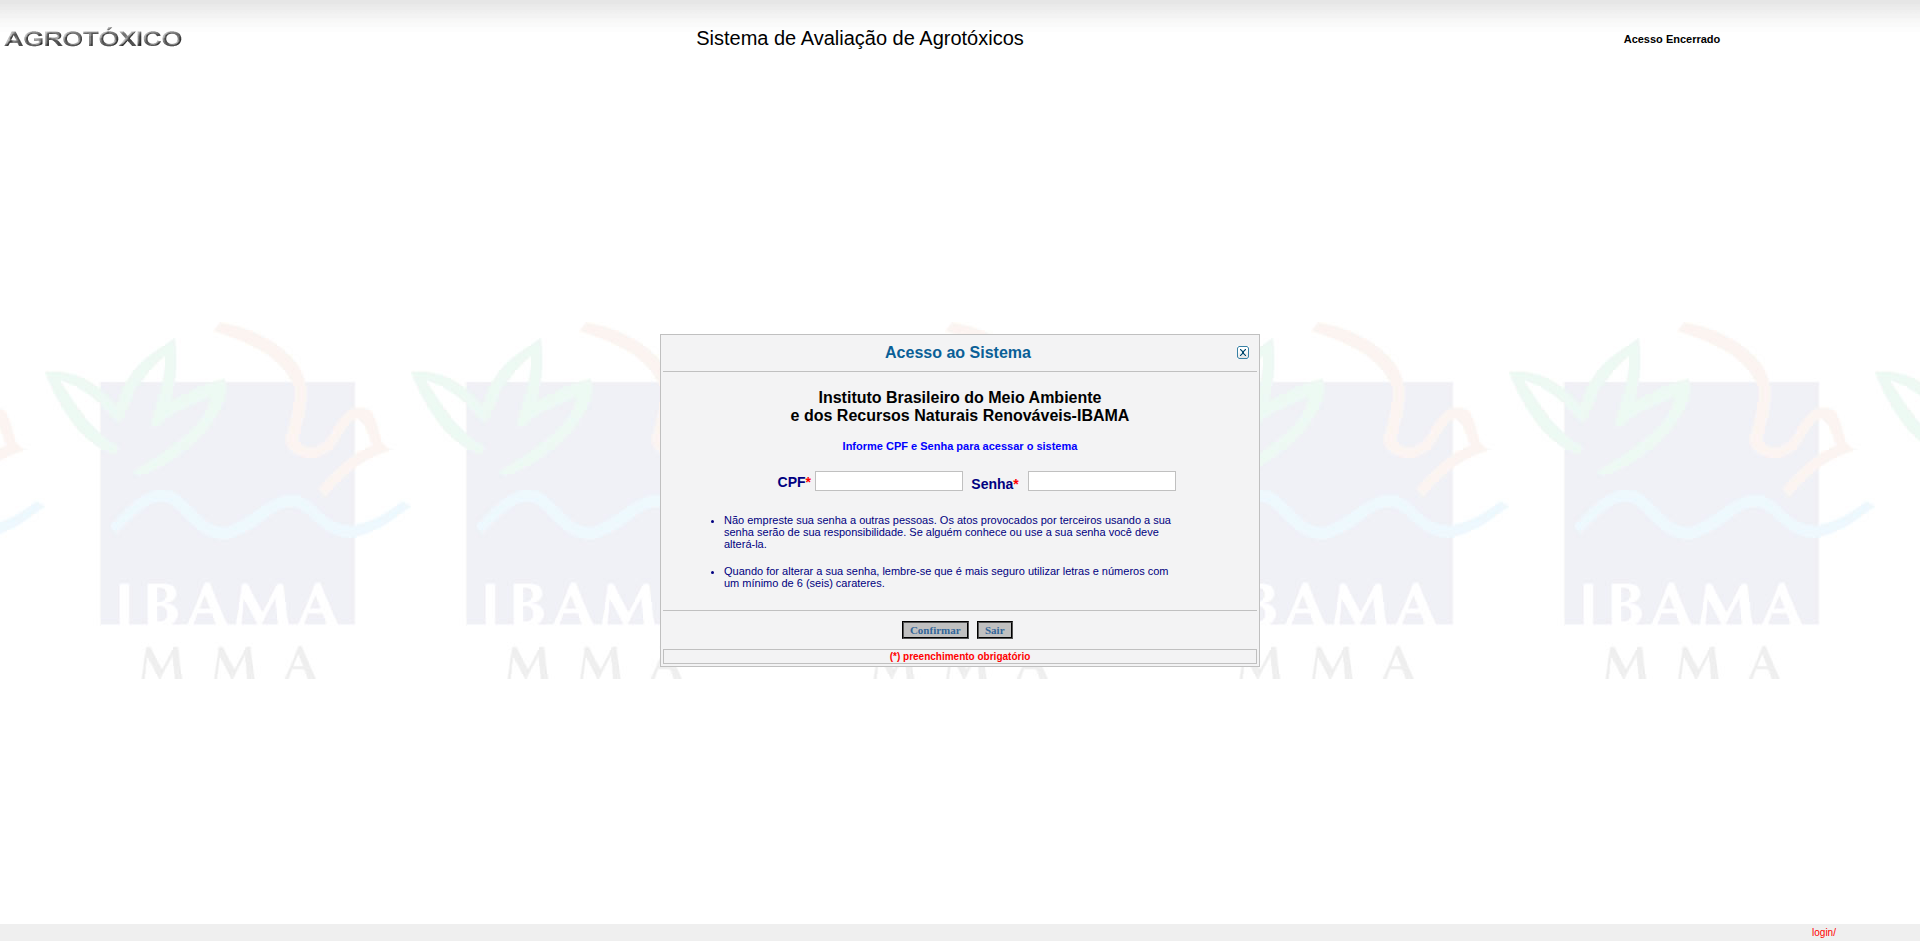 AGROTÓXICO
Sistema de Avaliação de Agrotóxicos
Acesso Encerrado
Acesso ao Sistema
X
Instituto Brasileiro do Meio Ambiente
e dos Recursos Naturais Renováveis-IBAMA
Informe CPF e Senha para acessar o sistema
CPF* Senha*
• Não empreste sua senha a outras pessoas. Os atos provocados por terceiros usando a sua
senha serão de sua responsibilidade. Se alguém conhece ou use a sua senha você deve
alterá-la.
• Quando for alterar a sua senha, lembre-se que é mais seguro utilizar letras e números com
um mínimo de 6 (seis) carateres.
Confirmar Sair
(*) preenchimento obrigatório
IBAMA IBAMA IBAMA IBAMA
MMA MMA MMA MMA MMA
login/